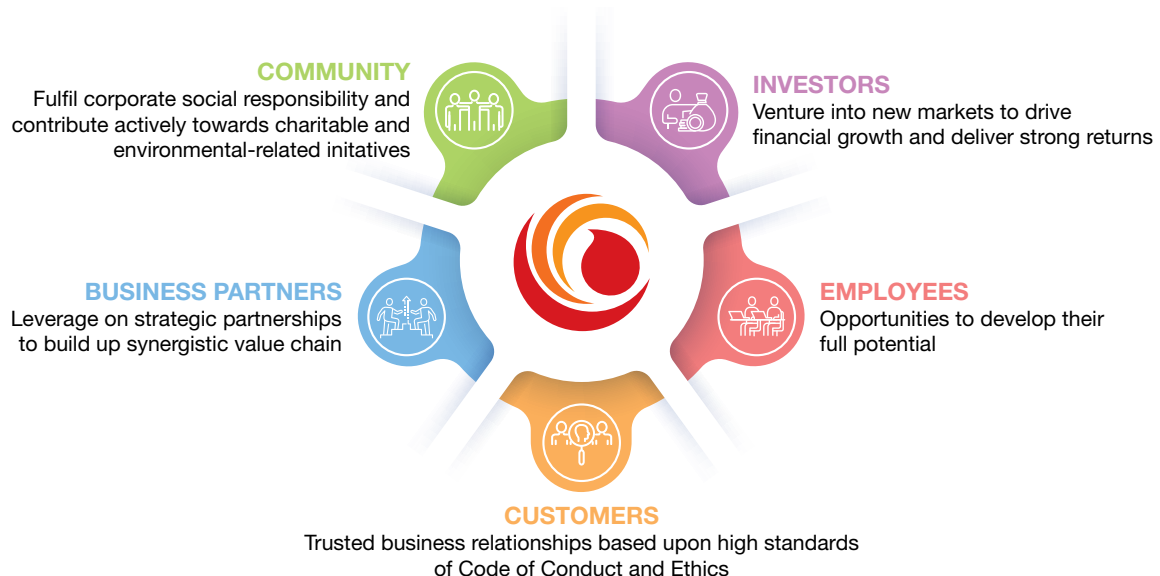 COMMUNITY
Fulfil corporate social responsibility and
contribute actively towards charitable and
environmental-related initatives
INVESTORS
Venture into new markets to drive
financial growth and deliver strong returns
BUSINESS PARTNERS
Leverage on strategic partnerships
to build up synergistic value chain
EMPLOYEES
Opportunities to develop their
full potential
CUSTOMERS
Trusted business relationships based upon high standards
of Code of Conduct and Ethics